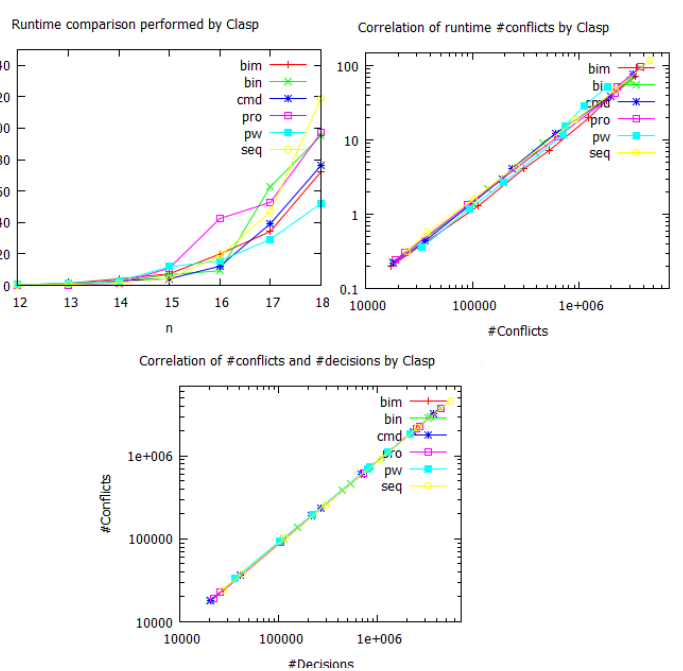 Runtime comparison performed by Clasp
40
20
00
80
60
40
20
0
12 13 14 15 16 17 18
n
bim
bin
cmd
pro
pw
seq
Correlation of runtime #conflicts by Clasp
100
10
1
0.1
10000 100000 1e+006
#Conflicts
bim
bi
cmd
pro
pw
seq
Correlation of #conflicts and #decisions by Clasp
#Conflicts
1e+006
100000
10000
10000 100000 1e+006
#Decisions
bim
bin
cmd
pro
pw
seq